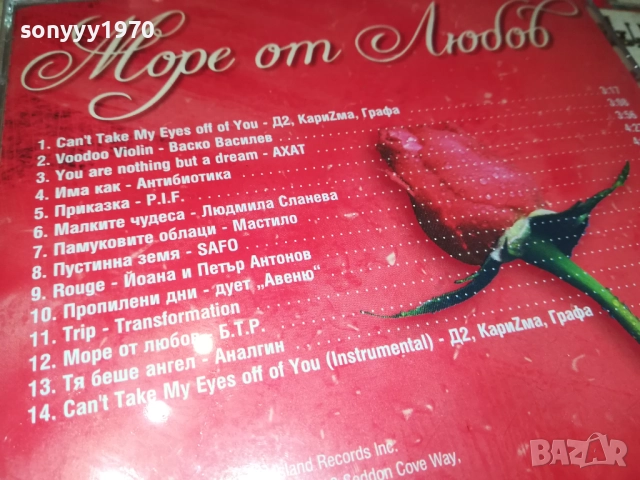 sonyyy1970
Море от Любов
1. Can't Take My Eyes off of You - Д2, КариZма, Графа 3:17
2. Voodoo Violin - Васко Василев 3:08
3. You are nothing but a dream - АХАТ 3:56
4. Има как - Антибиотика
5. Приказка - P.I.F.
6. Малките чудеса - Людмила Сланева
7. Памуковите облаци - Мастило
8. Пустинна земя - SAFO
9. Rouge - Йоана и Петър Антонов
10. Пропилени дни - дует „Авеню“
11. Trip - Transformation
12. Море от любов - Б.Т.Р.
13. Тя беше ангел - Аналгин
14. Can't Take My Eyes off of You (Instrumental) - Д2, КариZма, Графа
Records Inc.
Seddon Cove Way,
BAZAR
bg